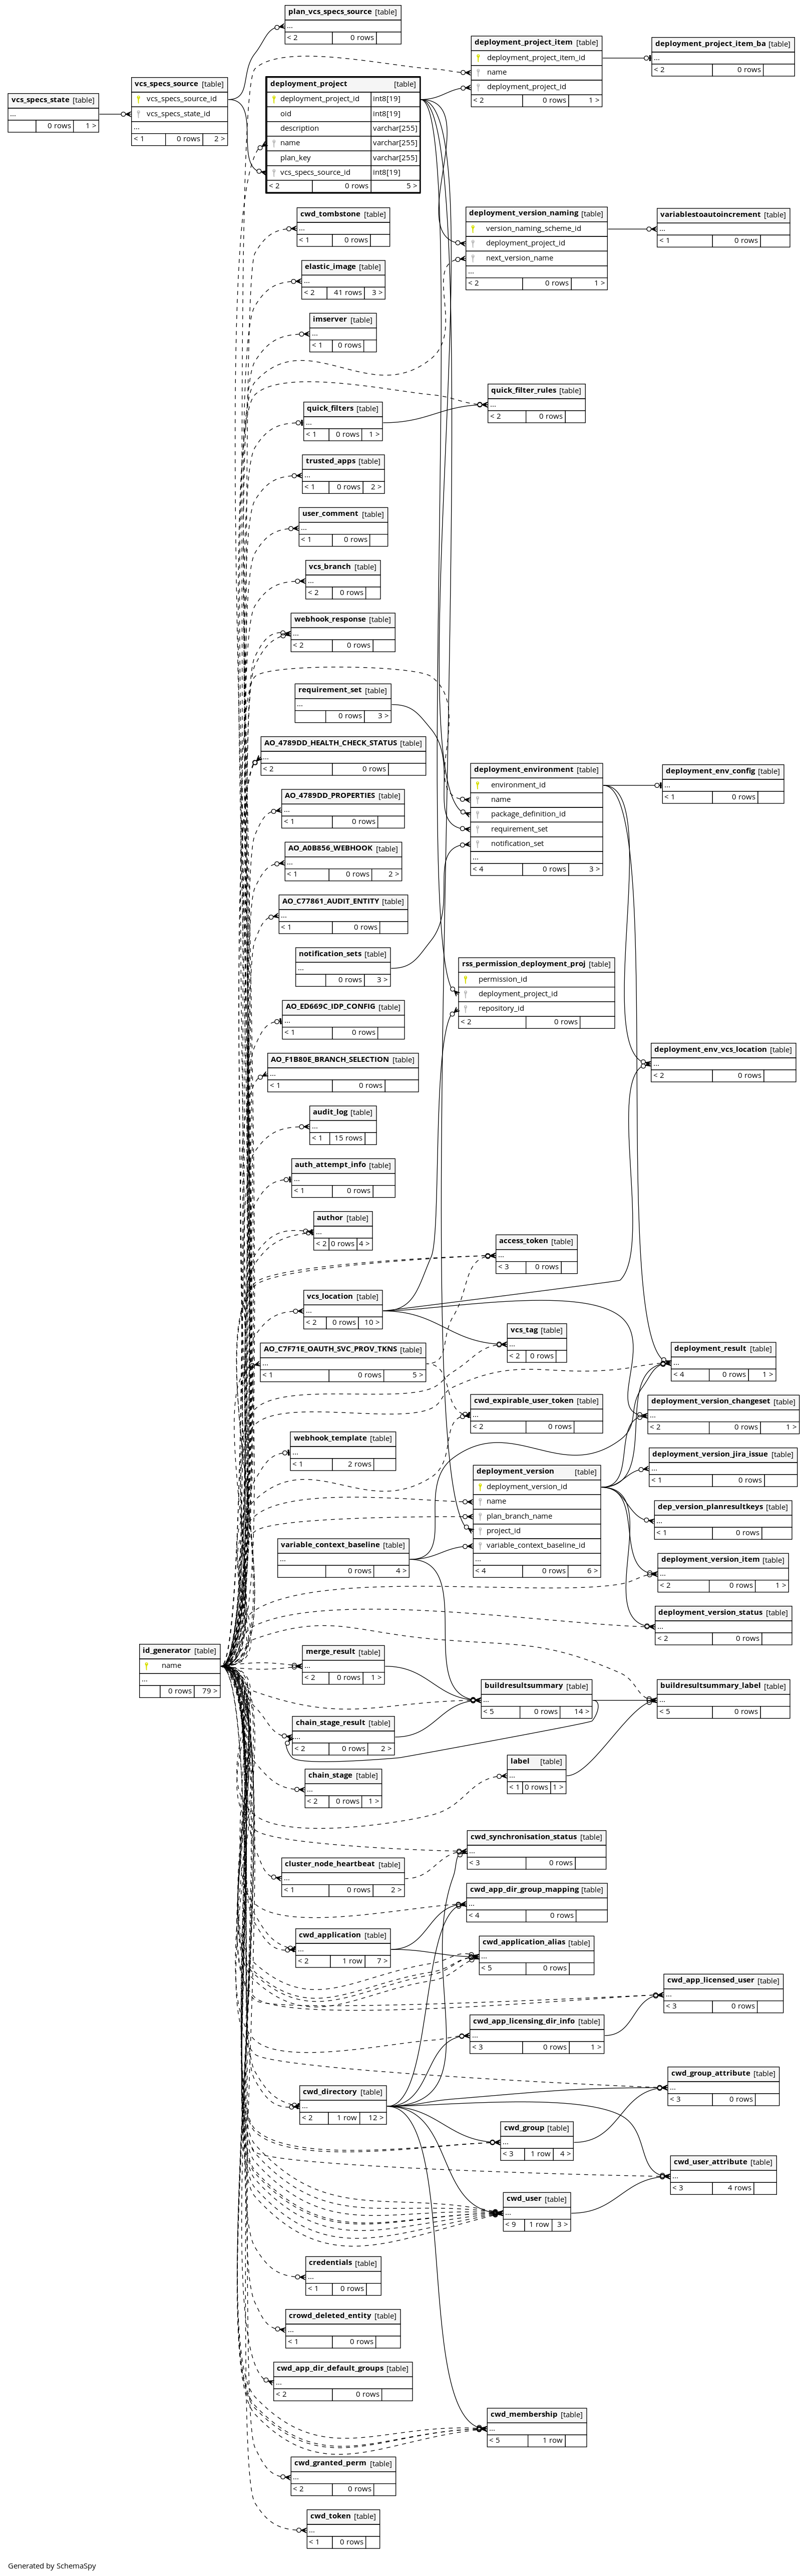 plan_vcs_specs_source [table]
...
< 2 0 rows
deployment_project_item [table]
deployment_project_item_id
name
deployment_project_id
< 2 0 rows 1 >
deployment_project_item_ba [table]
...
< 2 0 rows
vcs_specs_state [table]
...
0 rows 1 >
vcs_specs_source [table]
vcs_specs_source_id
vcs_specs_state_id
...
< 1 0 rows 2 >
deployment_project [table]
deployment_project_id int8[19]
oid int8[19]
description varchar[255]
name varchar[255]
plan_key varchar[255]
vcs_specs_source_id int8[19]
< 2 0 rows 5 >
cwd_tombstone [table]
...
< 1 0 rows
deployment_version_naming [table]
version_naming_scheme_id
deployment_project_id
next_version_name
...
< 2 0 rows 1 >
variablestoautoincrement [table]
...
< 1 0 rows
elastic_image [table]
...
< 2 41 rows 3 >
imserver [table]
...
< 1 0 rows
quick_filter_rules [table]
...
< 2 0 rows
quick_filters [table]
...
< 1 0 rows 1 >
trusted_apps [table]
...
< 1 0 rows 2 >
user_comment [table]
...
< 1 0 rows
vcs_branch [table]
...
< 2 0 rows
webhook_response [table]
...
< 2 0 rows
requirement_set [table]
...
0 rows 3 >
AO_4789DD_HEALTH_CHECK_STATUS [table]
...
< 2 0 rows
deployment_environment [table]
environment_id
name
package_definition_id
requirement_set
notification_set
...
< 4 0 rows 3 >
deployment_env_config [table]
...
< 1 0 rows
AO_4789DD_PROPERTIES [table]
...
< 1 0 rows
AO_A0B856_WEBHOOK [table]
...
< 1 0 rows 2 >
AO_C77861_AUDIT_ENTITY [table]
...
< 1 0 rows
notification_sets [table]
...
0 rows 3 >
rss_permission_deployment_proj [table]
permission_id
deployment_project_id
repository_id
< 2 0 rows
AO_ED669C_IDP_CONFIG [table]
...
< 1 0 rows
deployment_env_vcs_location [table]
...
< 2 0 rows
AO_F1B80E_BRANCH_SELECTION [table]
...
< 1 0 rows
audit_log [table]
...
< 1 15 rows
auth_attempt_info [table]
...
< 1 0 rows
author [table]
...
< 2 0 rows 4 >
access_token [table]
...
< 3 0 rows
vcs_location [table]
...
< 2 0 rows 10 >
vcs_tag [table]
...
< 2 0 rows
AO_C7F71E_OAUTH_SVC_PROV_TKNS [table]
...
< 1 0 rows 5 >
deployment_result [table]
...
< 4 0 rows 1 >
cwd_expirable_user_token [table]
...
< 2 0 rows
deployment_version_changeset [table]
...
< 2 0 rows 1 >
webhook_template [table]
...
< 1 2 rows
deployment_version_jira_issue [table]
...
< 1 0 rows
deployment_version [table]
deployment_version_id
name
plan_branch_name
project_id
variable_context_baseline_id
...
< 4 0 rows 6 >
dep_version_planresultkeys [table]
...
< 1 0 rows
variable_context_baseline [table]
...
0 rows 4 >
deployment_version_item [table]
...
< 2 0 rows 1 >
deployment_version_status [table]
...
< 2 0 rows
id_generator [table]
name
...
0 rows 79 >
merge_result [table]
...
< 2 0 rows 1 >
buildresultsummary [table]
...
< 5 0 rows 14 >
buildresultsummary_label [table]
...
< 5 0 rows
chain_stage_result [table]
...
< 2 0 rows 2 >
label [table]
...
< 1 0 rows 1 >
chain_stage [table]
...
< 2 0 rows 1 >
cwd_synchronisation_status [table]
...
< 3 0 rows
cluster_node_heartbeat [table]
...
< 1 0 rows 2 >
cwd_app_dir_group_mapping [table]
...
< 4 0 rows
cwd_application [table]
...
< 2 1 row 7 >
cwd_application_alias [table]
...
< 5 0 rows
cwd_app_licensed_user [table]
...
< 3 0 rows
cwd_app_licensing_dir_info [table]
...
< 3 0 rows 1 >
cwd_group_attribute [table]
...
< 3 0 rows
cwd_directory [table]
...
< 2 1 row 12 >
cwd_group [table]
...
< 3 1 row 4 >
cwd_user_attribute [table]
...
< 3 4 rows
cwd_user [table]
...
< 9 1 row 3 >
credentials [table]
...
< 1 0 rows
crowd_deleted_entity [table]
...
< 1 0 rows
cwd_app_dir_default_groups [table]
...
< 2 0 rows
cwd_membership [table]
...
< 5 1 row
cwd_granted_perm [table]
...
< 2 0 rows
cwd_token [table]
...
< 1 0 rows
Generated by SchemaSpy